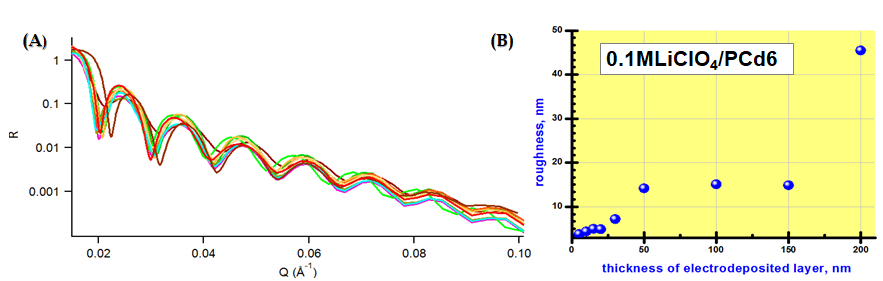 (A)
R
1
0.1
0.01
0.001
0.02 0.04 0.06 0.08 0.10
Q (Å⁻¹)
(B)
0.1MLiClO₄/PCd6
roughness, nm
50
40
30
20
10
0 50 100 150 200
thickness of electrodeposited layer, nm